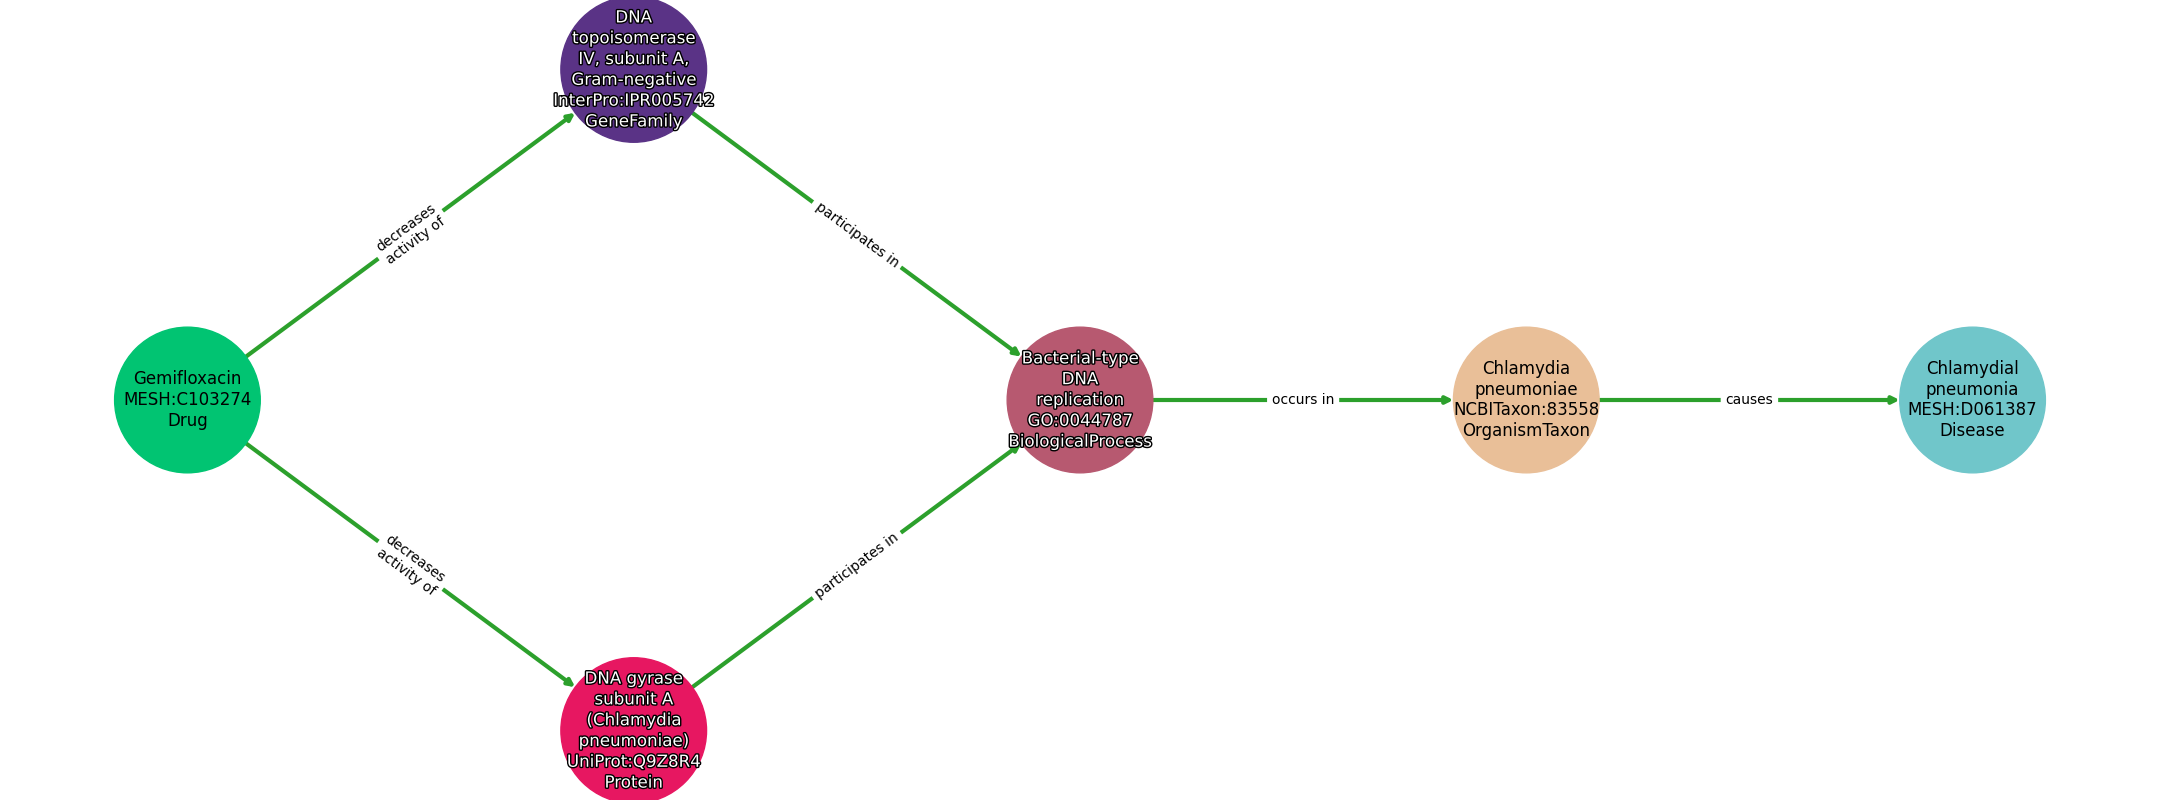 DNA
topoisomerase
IV, subunit A,
Gram-negative
InterPro:IPR005742
GeneFamily
decreases
activity of
participates in
Gemifloxacin
MESH:C103274
Drug
Bacterial-type
DNA
replication
GO:0044787
BiologicalProcess
occurs in
Chlamydia
pneumoniae
NCBITaxon:83558
OrganismTaxon
causes
Chlamydial
pneumonia
MESH:D061387
Disease
decreases
activity of
participates in
DNA gyrase
subunit A
(Chlamydia
pneumoniae)
UniProt:Q9Z8R4
Protein